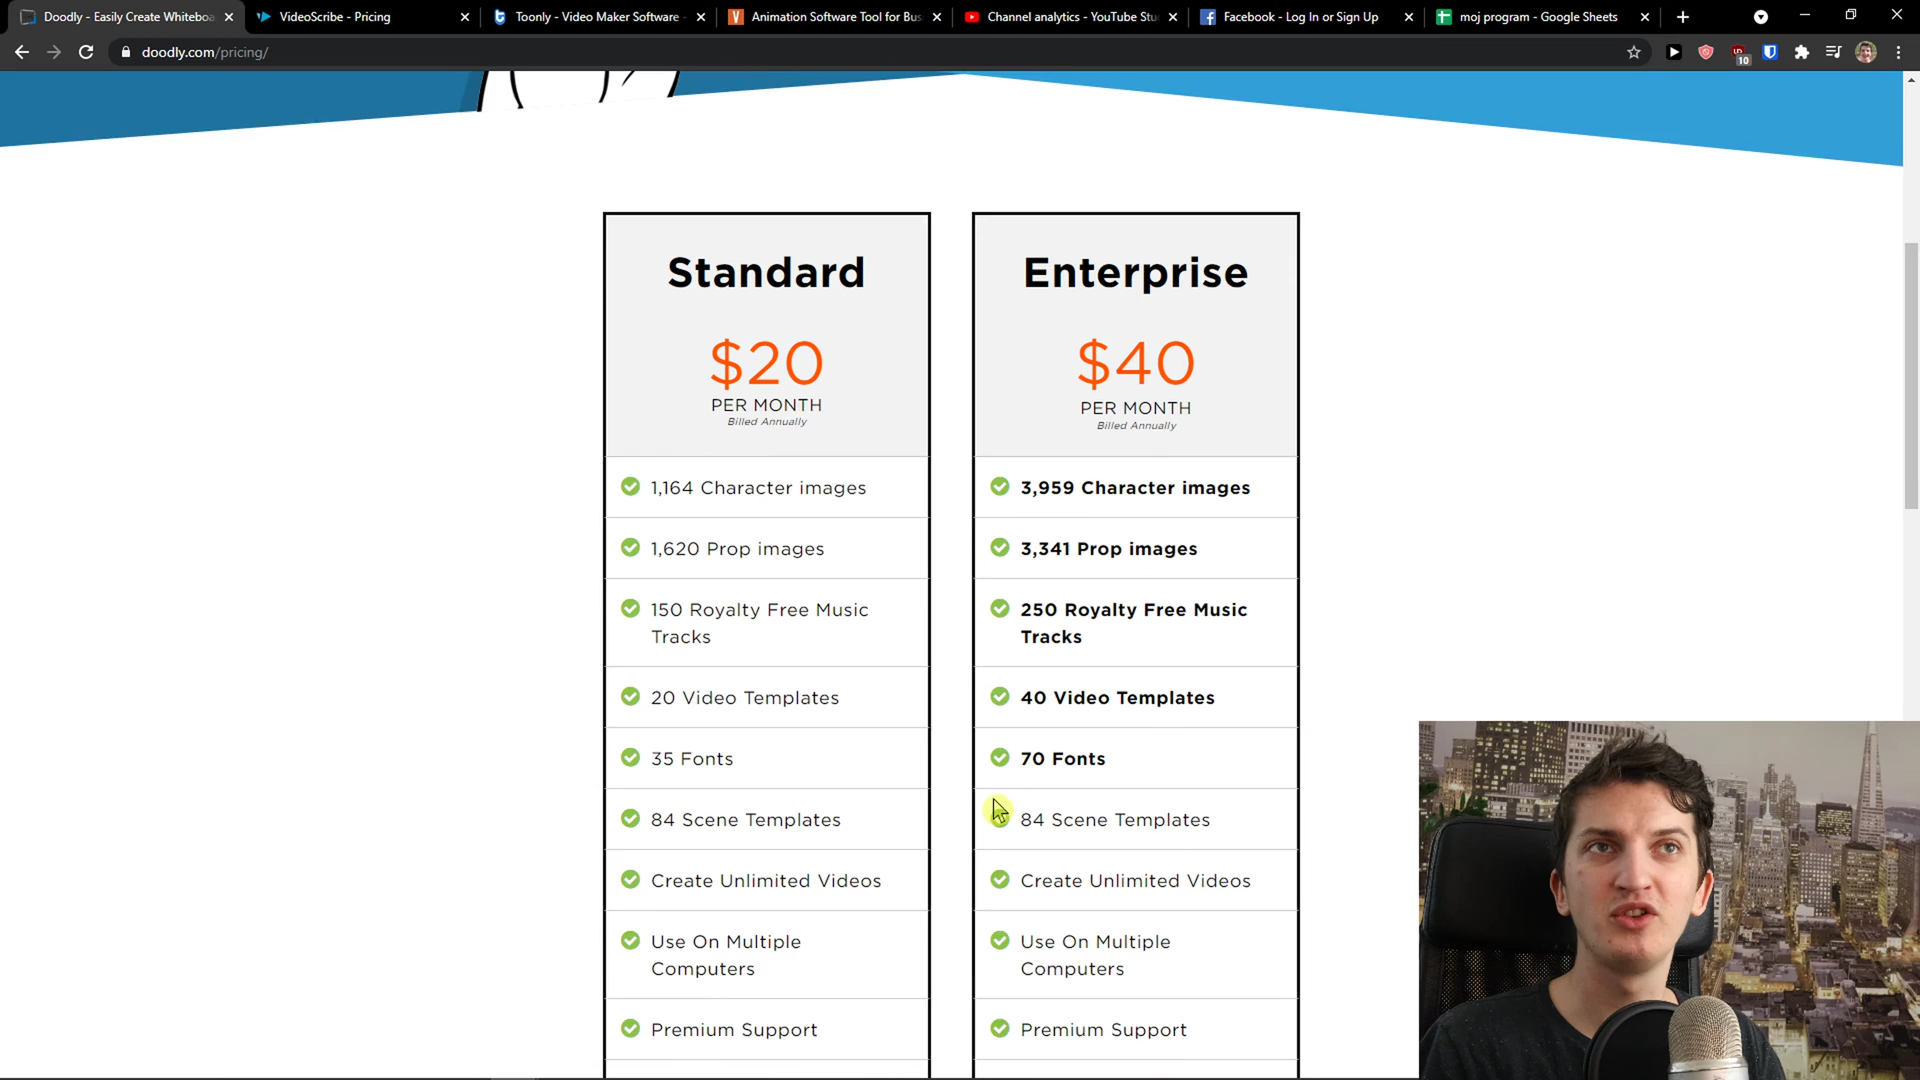 Doodly - Easily Create Whiteboa
VideoScribe - Pricing
Toonly - Video Maker Software -
Animation Software Tool for Bus
Channel analytics - YouTube Stu
Facebook - Log In or Sign Up
moj program - Google Sheets
doodly.com/pricing/
10
Standard
$20
PER MONTH
Billed Annually
1,164 Character images
1,620 Prop images
150 Royalty Free Music
Tracks
20 Video Templates
35 Fonts
84 Scene Templates
Create Unlimited Videos
Use On Multiple
Computers
Premium Support
Enterprise
$40
PER MONTH
Billed Annually
3,959 Character images
3,341 Prop images
250 Royalty Free Music
Tracks
40 Video Templates
70 Fonts
84 Scene Templates
Create Unlimited Videos
Use On Multiple
Computers
Premium Support